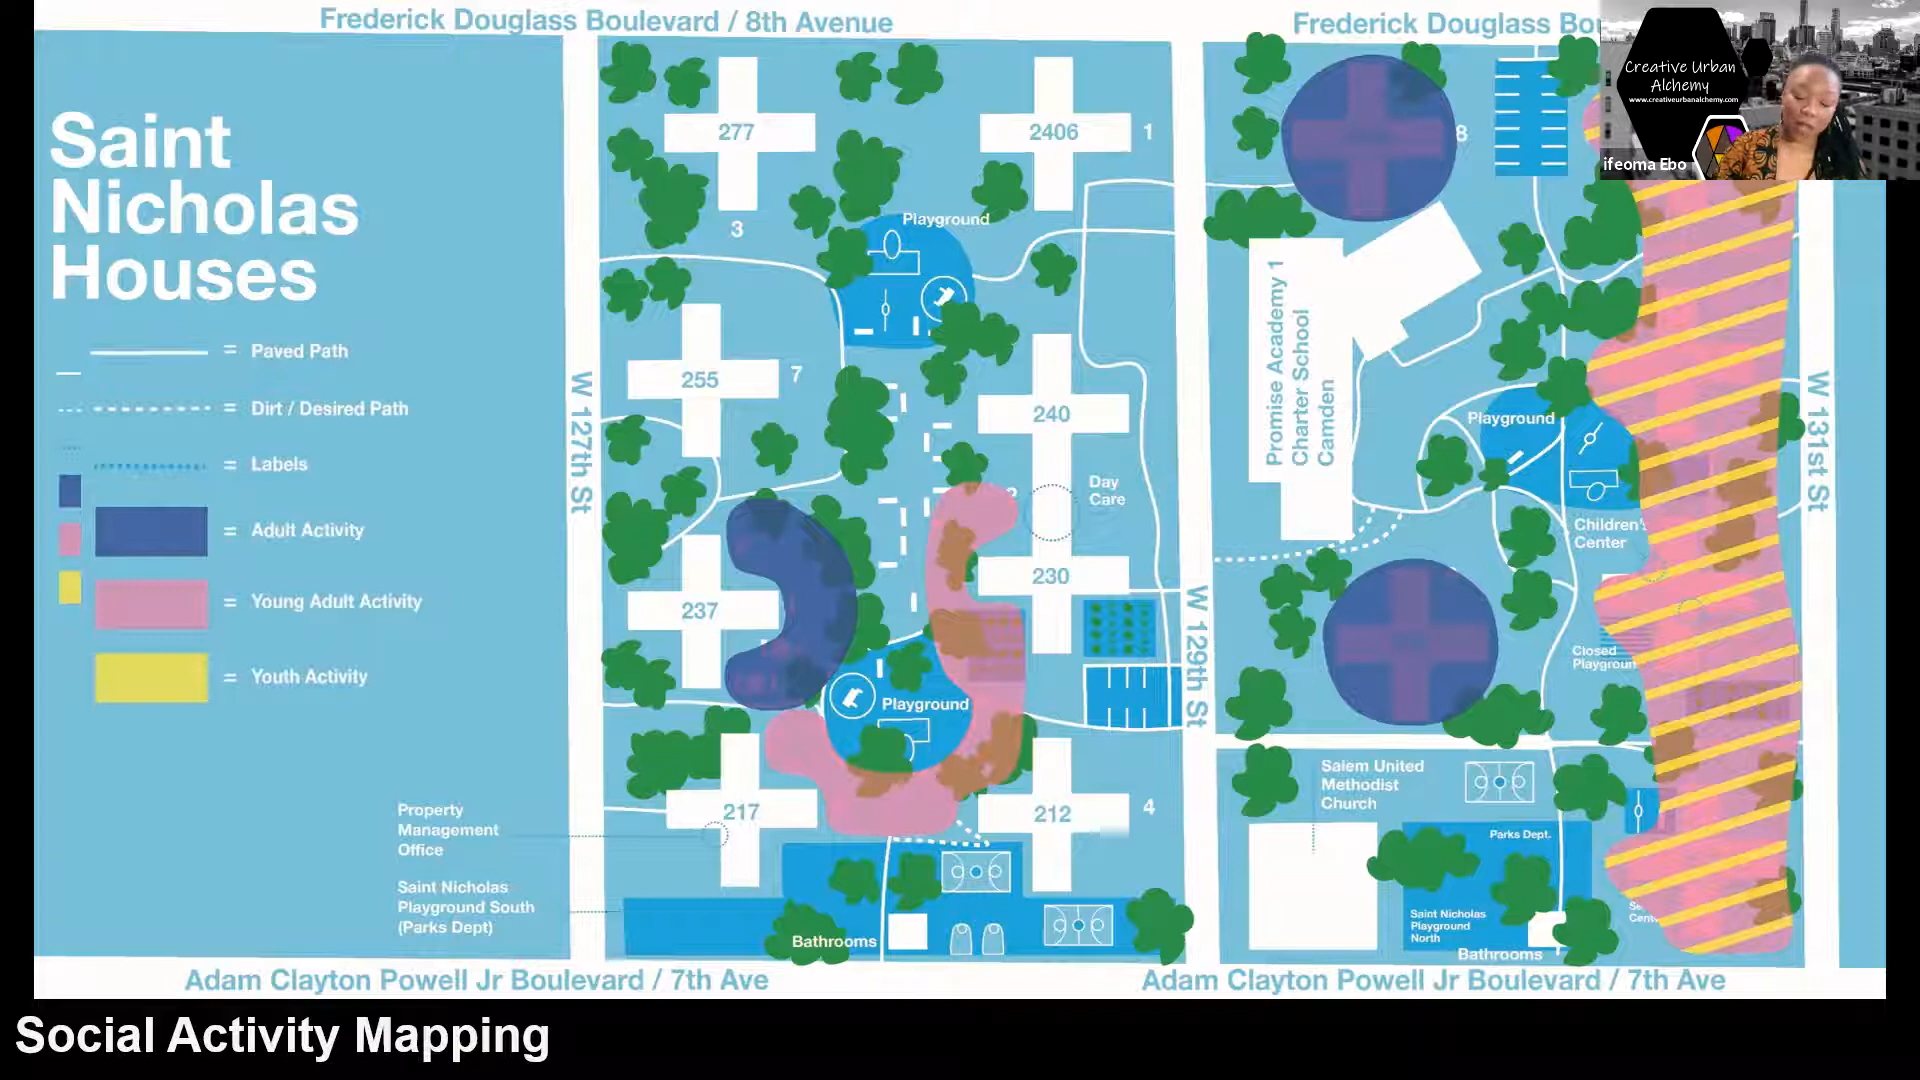 Frederick Douglass Boulevard / 8th Avenue
Frederick Douglass Bou
Creative Urban
Alchemy
www.creativeurbanalchemy.com
ifeoma Ebo
Saint
Nicholas
Houses
= Paved Path
= Dirt / Desired Path
= Labels
= Adult Activity
= Young Adult Activity
= Youth Activity
Property
Management
Office
Saint Nicholas
Playground South
(Parks Dept)
W 127th St
277
3
2406
1
Playground
255
7
240
Day
Care
237
230
Playground
217
212
4
Bathrooms
W 129th St
8
Promise Academy 1
Charter School
Camden
Playground
Children's
Center
Closed
Playground
W 131st St
Salem United
Methodist
Church
Parks Dept.
Saint Nicholas
Playground
North
Bathrooms
Adam Clayton Powell Jr Boulevard / 7th Ave
Adam Clayton Powell Jr Boulevard / 7th Ave
Social Activity Mapping